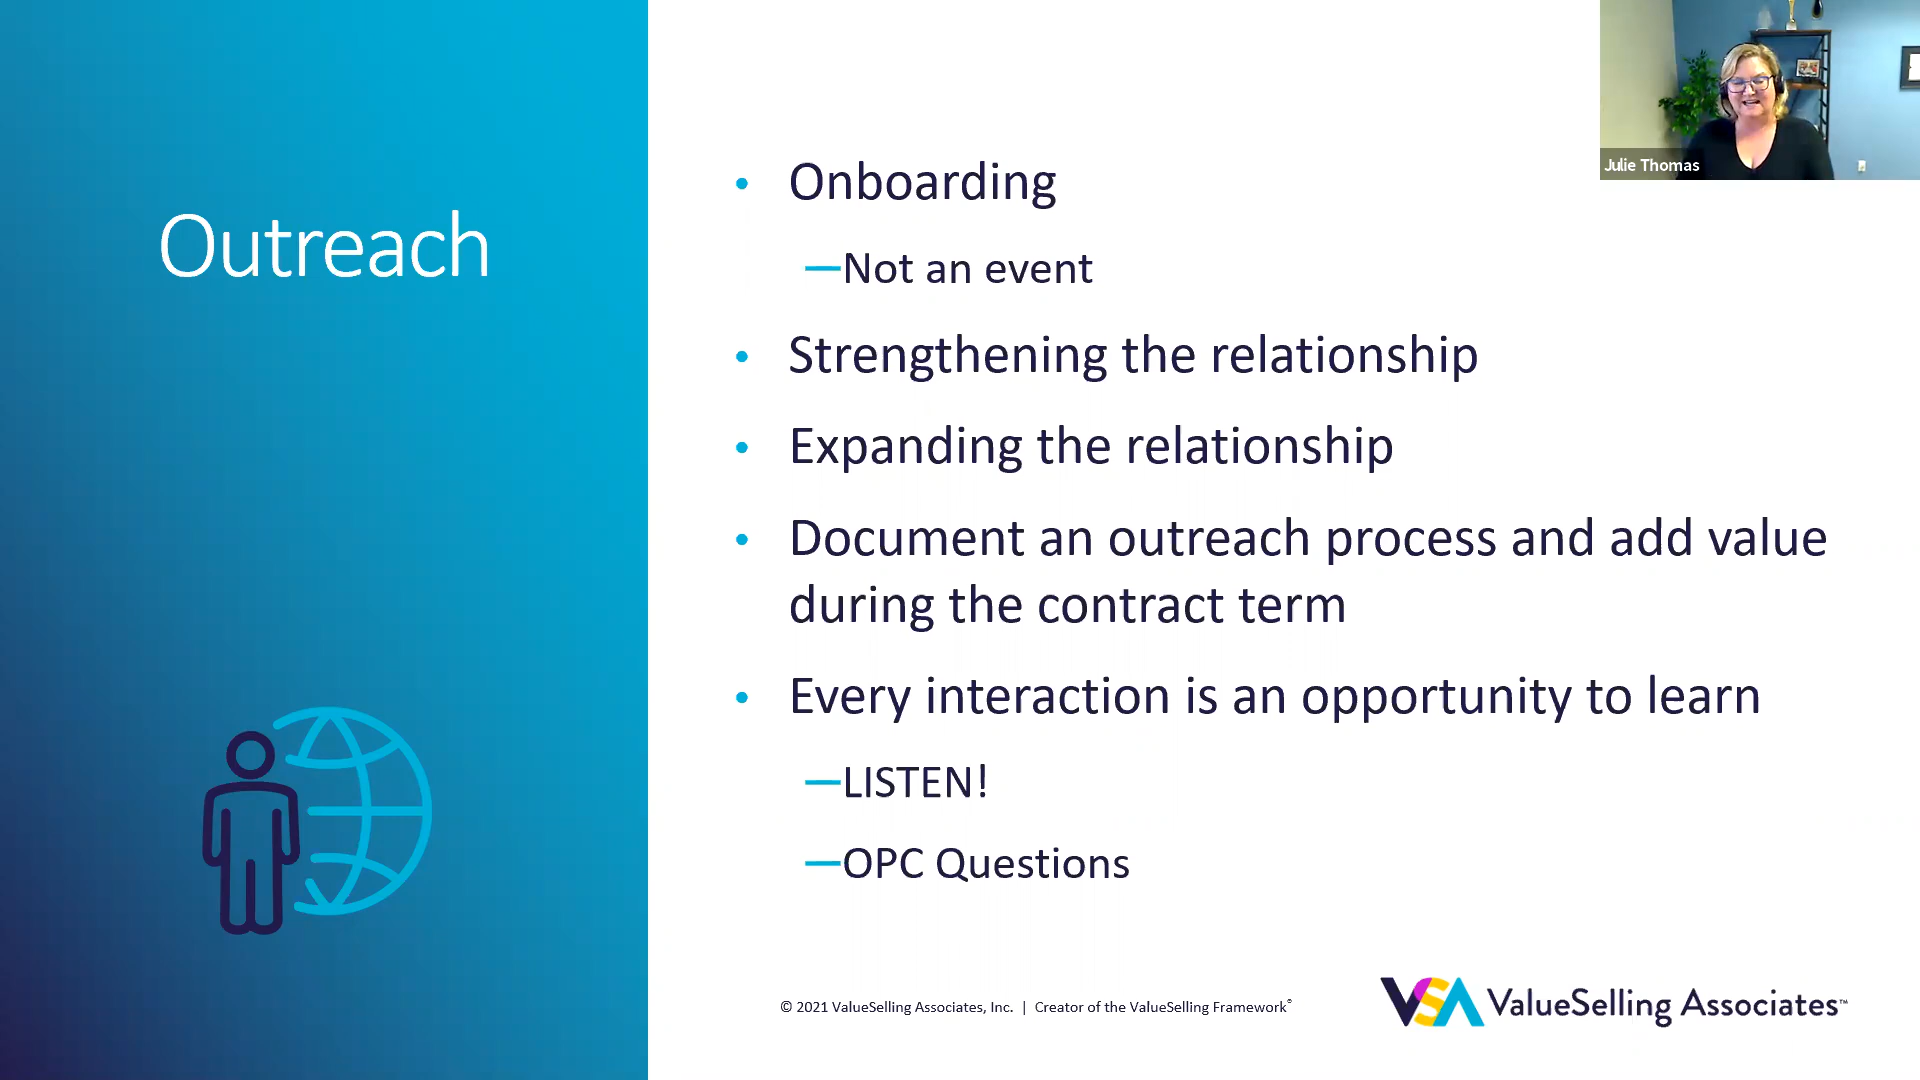 Outreach
• Onboarding
—Not an event
• Strengthening the relationship
• Expanding the relationship
• Document an outreach process and add value
during the contract term
• Every interaction is an opportunity to learn
—LISTEN!
—OPC Questions
Julie Thomas
© 2021 ValueSelling Associates, Inc. | Creator of the ValueSelling Framework®
VSA ValueSelling Associates™